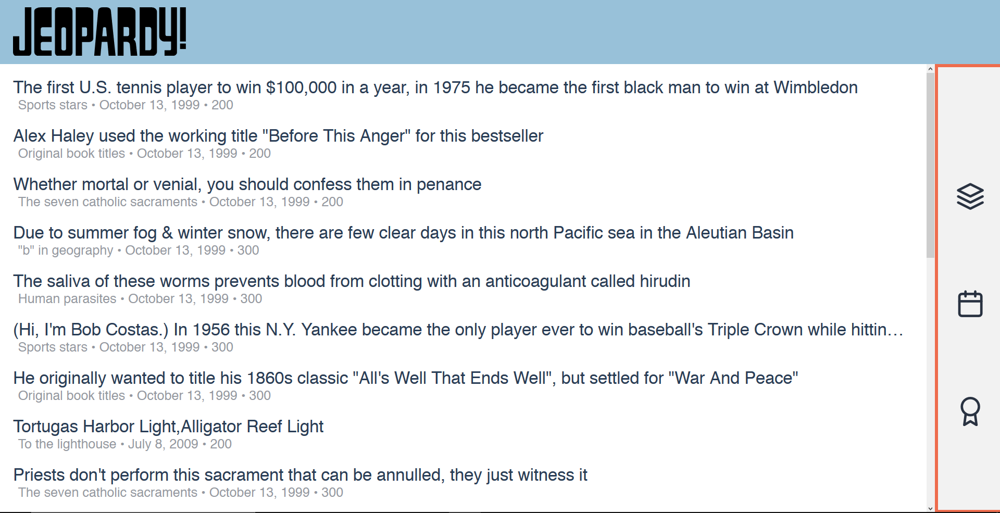 JEOPARDY!
The first U.S. tennis player to win $100,000 in a year, in 1975 he became the first black man to win at Wimbledon
Sports stars • October 13, 1999 • 200
Alex Haley used the working title "Before This Anger" for this bestseller
Original book titles • October 13, 1999 • 200
Whether mortal or venial, you should confess them in penance
The seven catholic sacraments • October 13, 1999 • 200
Due to summer fog & winter snow, there are few clear days in this north Pacific sea in the Aleutian Basin
"b" in geography • October 13, 1999 • 300
The saliva of these worms prevents blood from clotting with an anticoagulant called hirudin
Human parasites • October 13, 1999 • 300
(Hi, I'm Bob Costas.) In 1956 this N.Y. Yankee became the only player ever to win baseball's Triple Crown while hittin…
Sports stars • October 13, 1999 • 300
He originally wanted to title his 1860s classic "All's Well That Ends Well", but settled for "War And Peace"
Original book titles • October 13, 1999 • 300
Tortugas Harbor Light,Alligator Reef Light
To the lighthouse • July 8, 2009 • 200
Priests don't perform this sacrament that can be annulled, they just witness it
The seven catholic sacraments • October 13, 1999 • 300